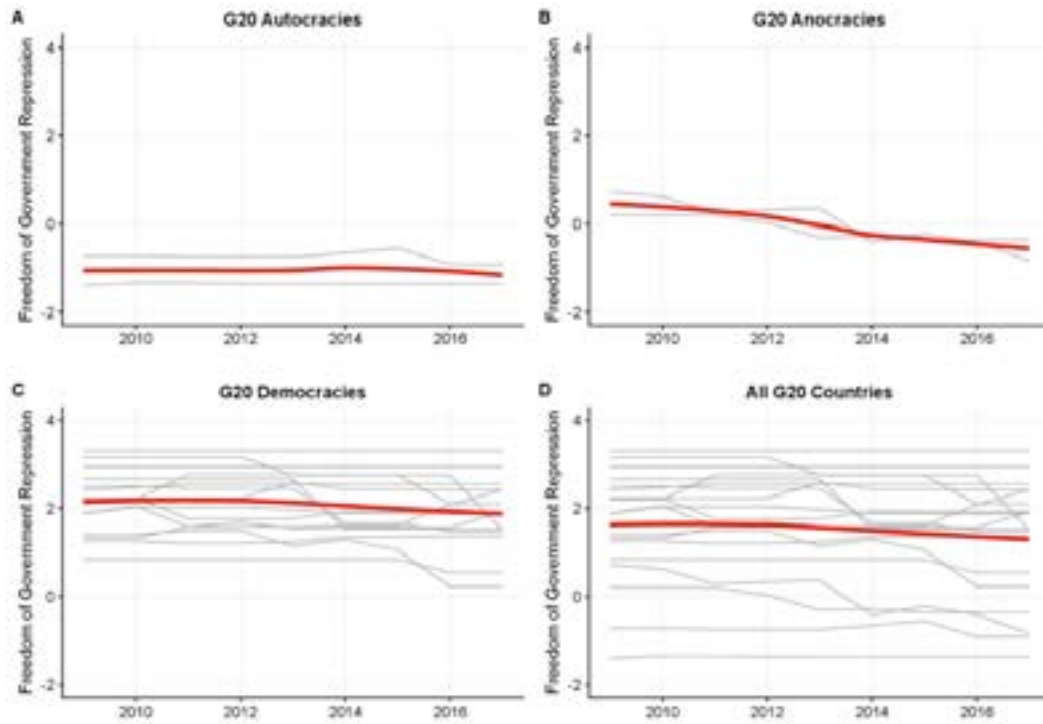 A
G20 Autocracies
Freedom of Government Repression
4
2
0
-2
2010 2012 2014 2016
B
G20 Anocracies
Freedom of Government Repression
4
2
0
-2
2010 2012 2014 2016
C
G20 Democracies
Freedom of Government Repression
4
2
0
-2
2010 2012 2014 2016
D
All G20 Countries
Freedom of Government Repression
4
2
0
-2
2010 2012 2014 2016